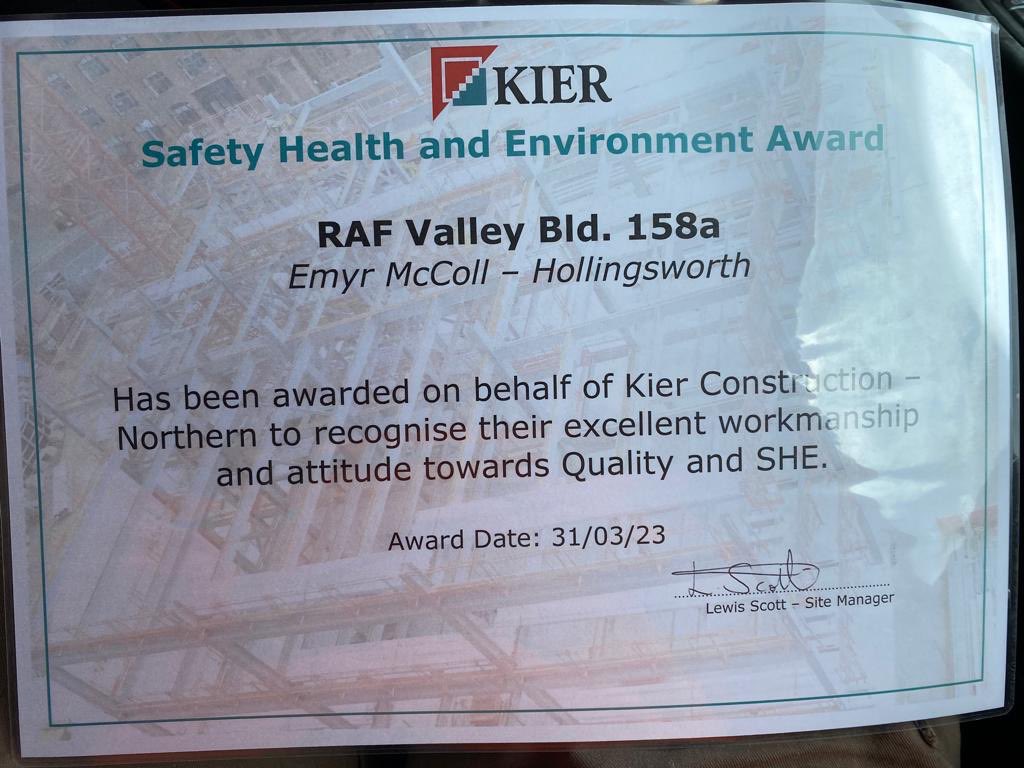 KIER
Safety Health and Environment Award
RAF Valley Bld. 158a
Emyr McColl – Hollingsworth
Has been awarded on behalf of Kier Construction –
Northern to recognise their excellent workmanship
and attitude towards Quality and SHE.
Award Date: 31/03/23
L. Scott
Lewis Scott – Site Manager